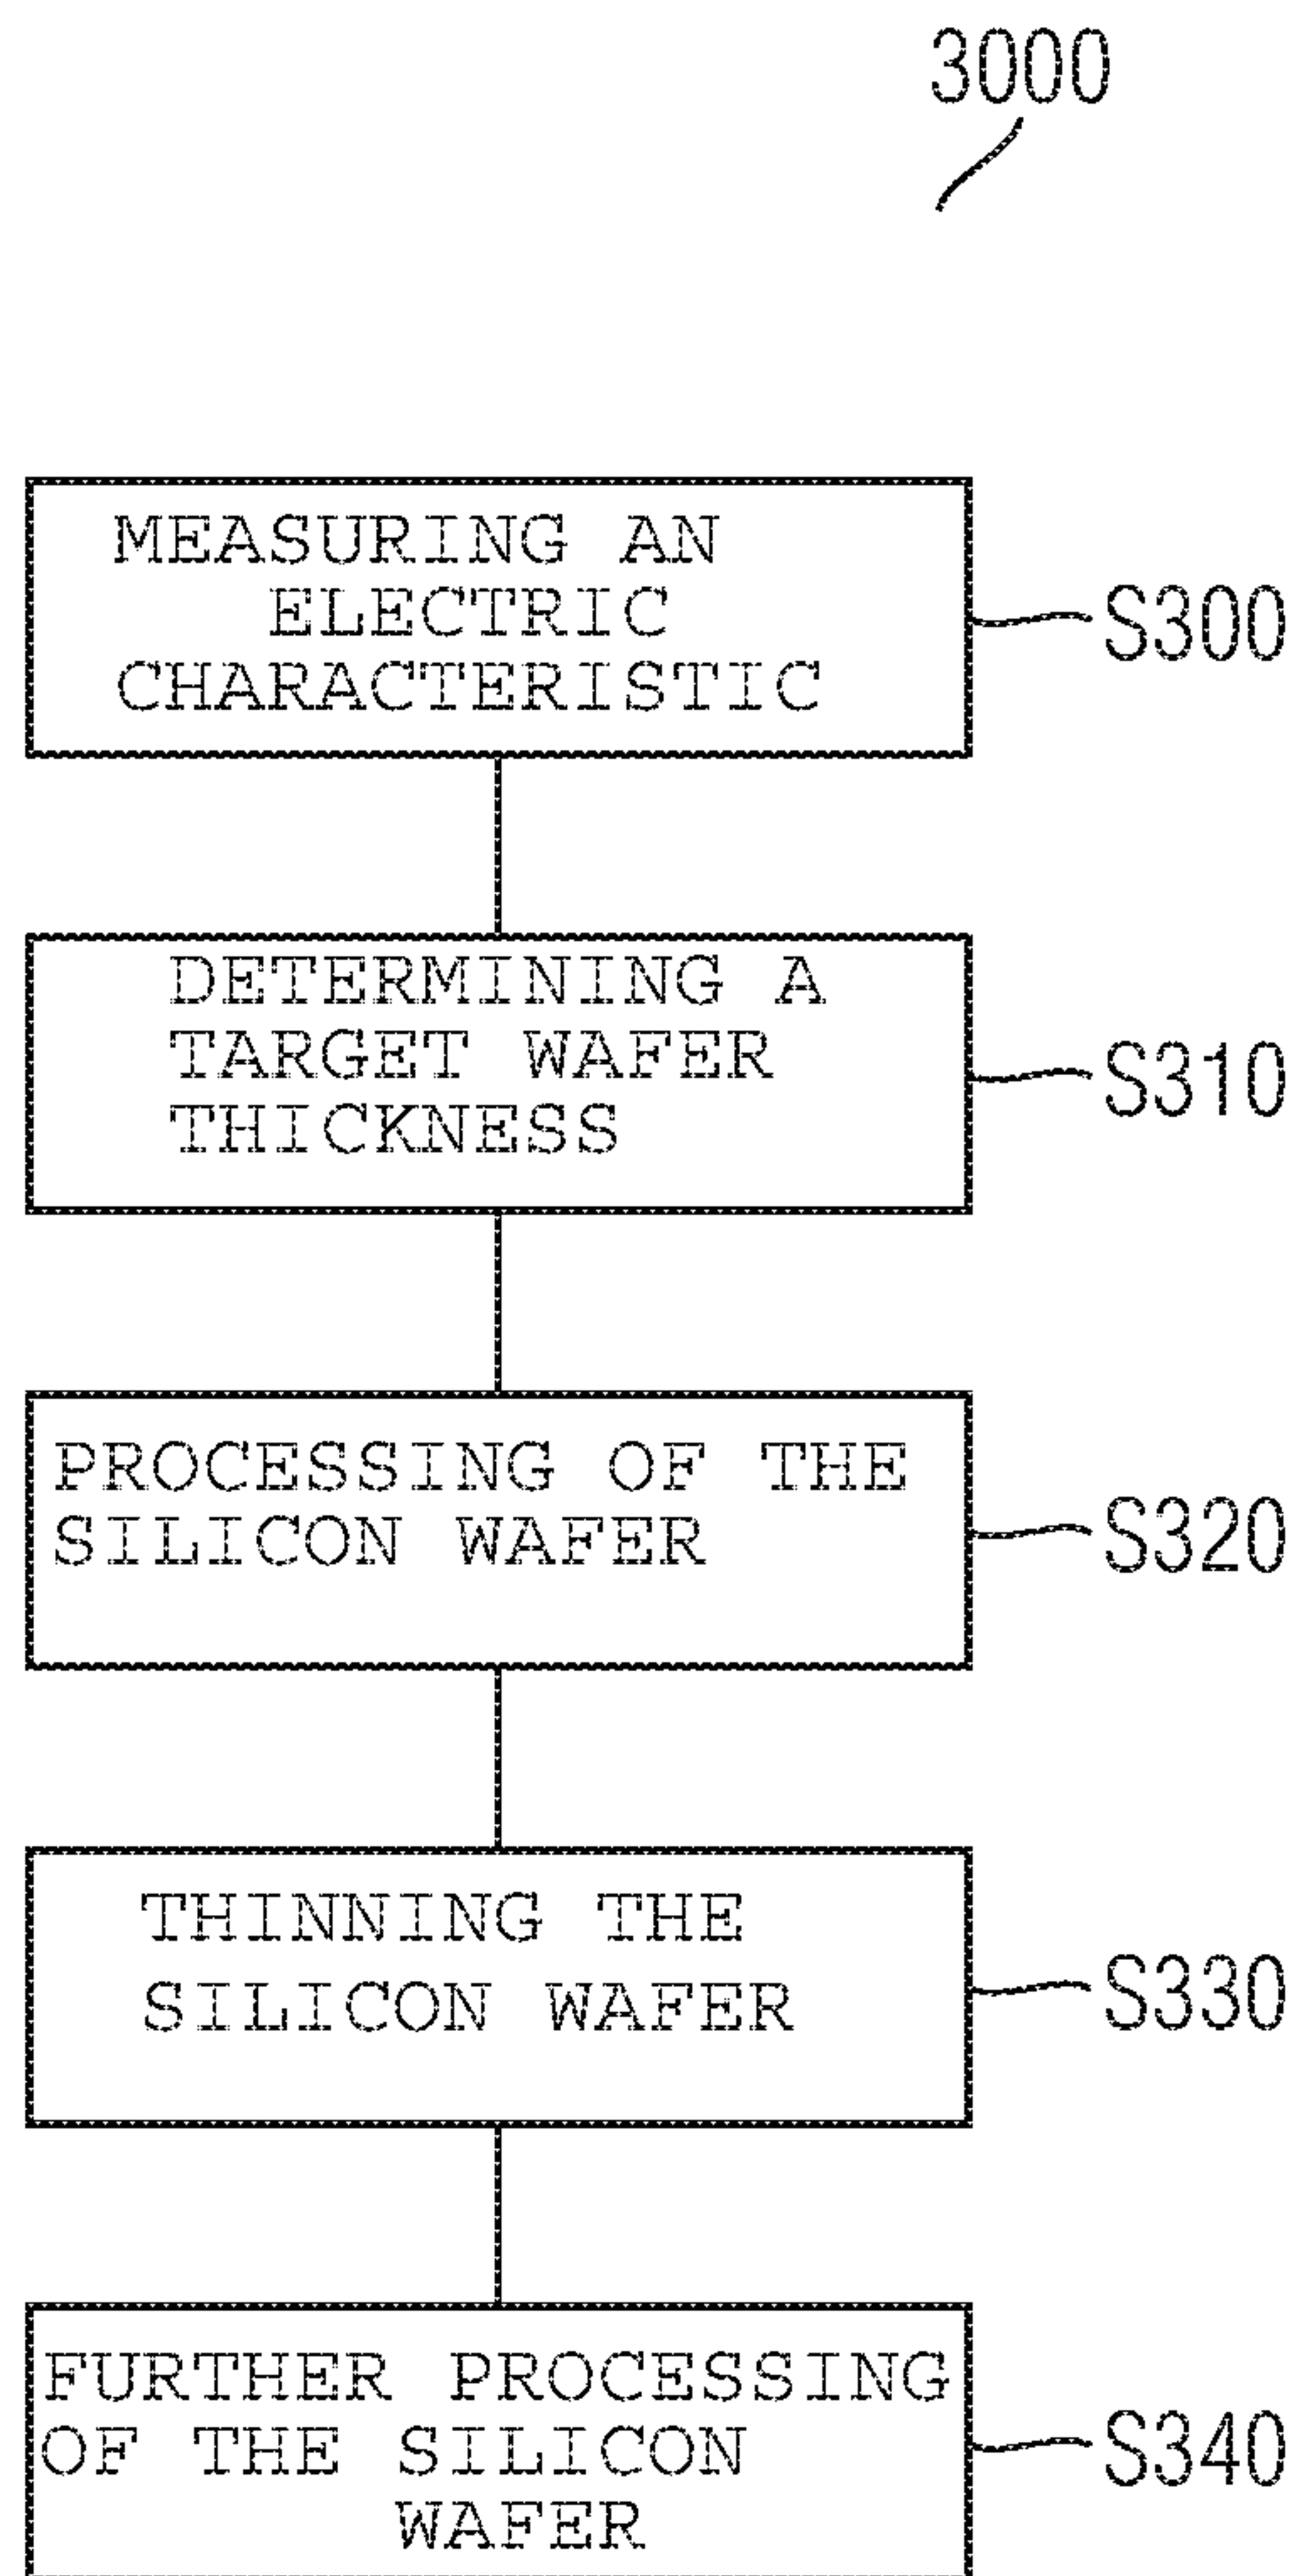 3000
MEASURING AN
ELECTRIC
CHARACTERISTIC
S300
DETERMINING A
TARGET WAFER
THICKNESS
S310
PROCESSING OF THE
SILICON WAFER
S320
THINNING THE
SILICON WAFER
S330
FURTHER PROCESSING
OF THE SILICON
WAFER
S340